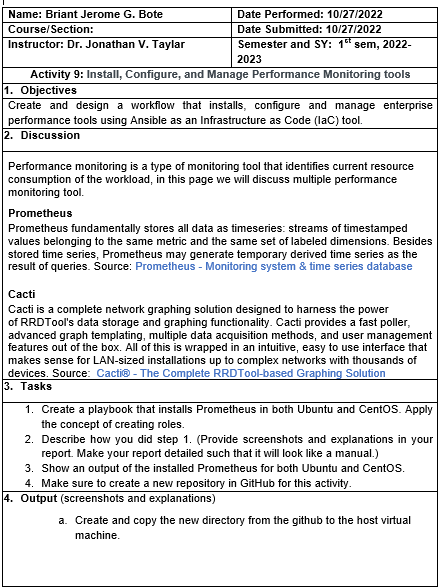 Name: Briant Jerome G. Bote
Date Performed: 10/27/2022
Course/Section:
Date Submitted: 10/27/2022
Instructor: Dr. Jonathan V. Taylar
Semester and SY: 1st sem, 2022-
2023
Activity 9: Install, Configure, and Manage Performance Monitoring tools
1. Objectives
Create and design a workflow that installs, configure and manage enterprise
performance tools using Ansible as an Infrastructure as Code (IaC) tool.
2. Discussion
Performance monitoring is a type of monitoring tool that identifies current resource
consumption of the workload, in this page we will discuss multiple performance
monitoring tool.
Prometheus
Prometheus fundamentally stores all data as timeseries: streams of timestamped
values belonging to the same metric and the same set of labeled dimensions. Besides
stored time series, Prometheus may generate temporary derived time series as the
result of queries. Source: Prometheus - Monitoring system & time series database
Cacti
Cacti is a complete network graphing solution designed to harness the power
of RRDTool's data storage and graphing functionality. Cacti provides a fast poller,
advanced graph templating, multiple data acquisition methods, and user management
features out of the box. All of this is wrapped in an intuitive, easy to use interface that
makes sense for LAN-sized installations up to complex networks with thousands of
devices. Source: Cacti® - The Complete RRDTool-based Graphing Solution
3. Tasks
1. Create a playbook that installs Prometheus in both Ubuntu and CentOS. Apply
the concept of creating roles.
2. Describe how you did step 1. (Provide screenshots and explanations in your
report. Make your report detailed such that it will look like a manual.)
3. Show an output of the installed Prometheus for both Ubuntu and CentOS.
4. Make sure to create a new repository in GitHub for this activity.
4. Output (screenshots and explanations)
a. Create and copy the new directory from the github to the host virtual
machine.